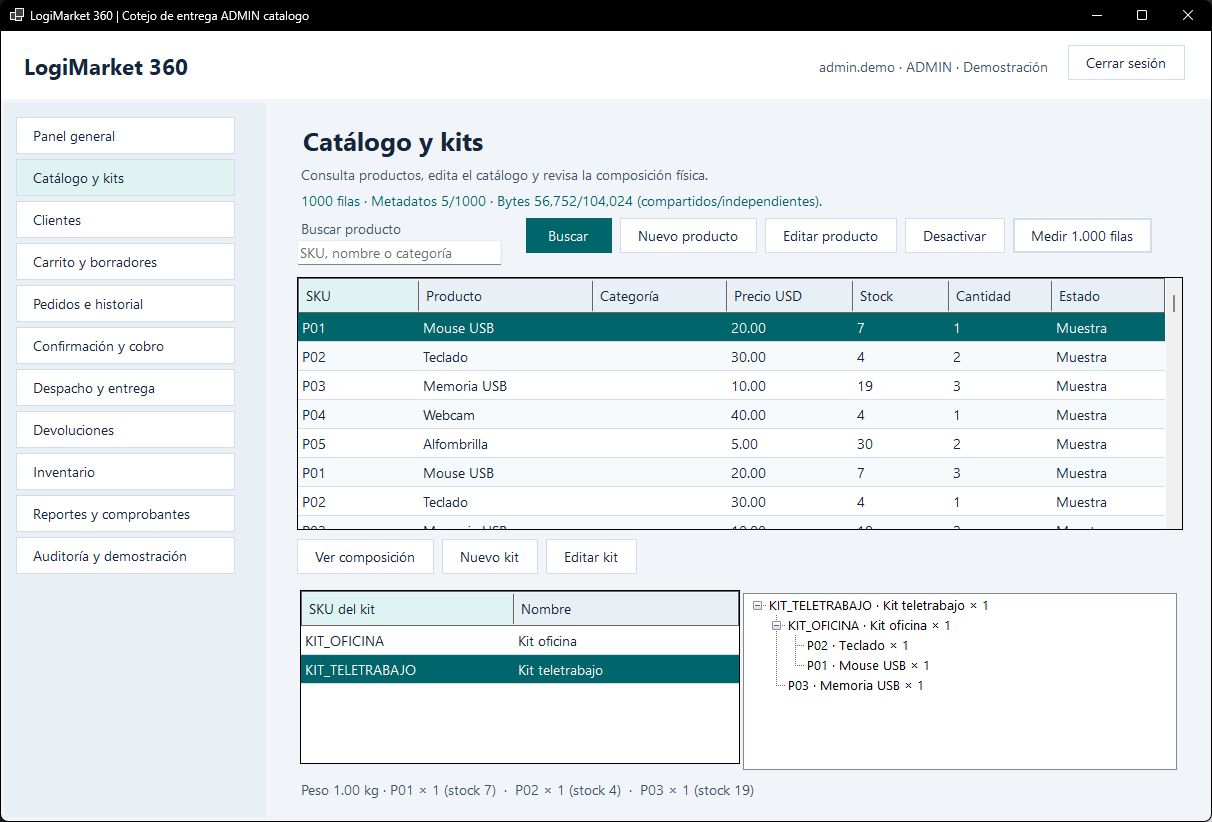 LogiMarket 360 | Cotejo de entrega ADMIN catalogo
LogiMarket 360
admin.demo · ADMIN · Demostración
Cerrar sesión
Panel general
Catálogo y kits
Clientes
Carrito y borradores
Pedidos e historial
Confirmación y cobro
Despacho y entrega
Devoluciones
Inventario
Reportes y comprobantes
Auditoría y demostración
Catálogo y kits
Consulta productos, edita el catálogo y revisa la composición física.
1000 filas · Metadatos 5/1000 · Bytes 56,752/104,024 (compartidos/independientes).
Buscar producto
SKU, nombre o categoría
Buscar
Nuevo producto
Editar producto
Desactivar
Medir 1.000 filas
SKU Producto Categoría Precio USD Stock Cantidad Estado
P01 Mouse USB 20.00 7 1 Muestra
P02 Teclado 30.00 4 2 Muestra
P03 Memoria USB 10.00 19 3 Muestra
P04 Webcam 40.00 4 1 Muestra
P05 Alfombrilla 5.00 30 2 Muestra
P01 Mouse USB 20.00 7 3 Muestra
P02 Teclado 30.00 4 1 Muestra
P03 Memoria USB 10.00 19 2 Muestra
Ver composición
Nuevo kit
Editar kit
SKU del kit Nombre
KIT_OFICINA Kit oficina
KIT_TELETRABAJO Kit teletrabajo
KIT_TELETRABAJO · Kit teletrabajo × 1
KIT_OFICINA · Kit oficina × 1
P02 · Teclado × 1
P01 · Mouse USB × 1
P03 · Memoria USB × 1
Peso 1.00 kg · P01 × 1 (stock 7) · P02 × 1 (stock 4) · P03 × 1 (stock 19)